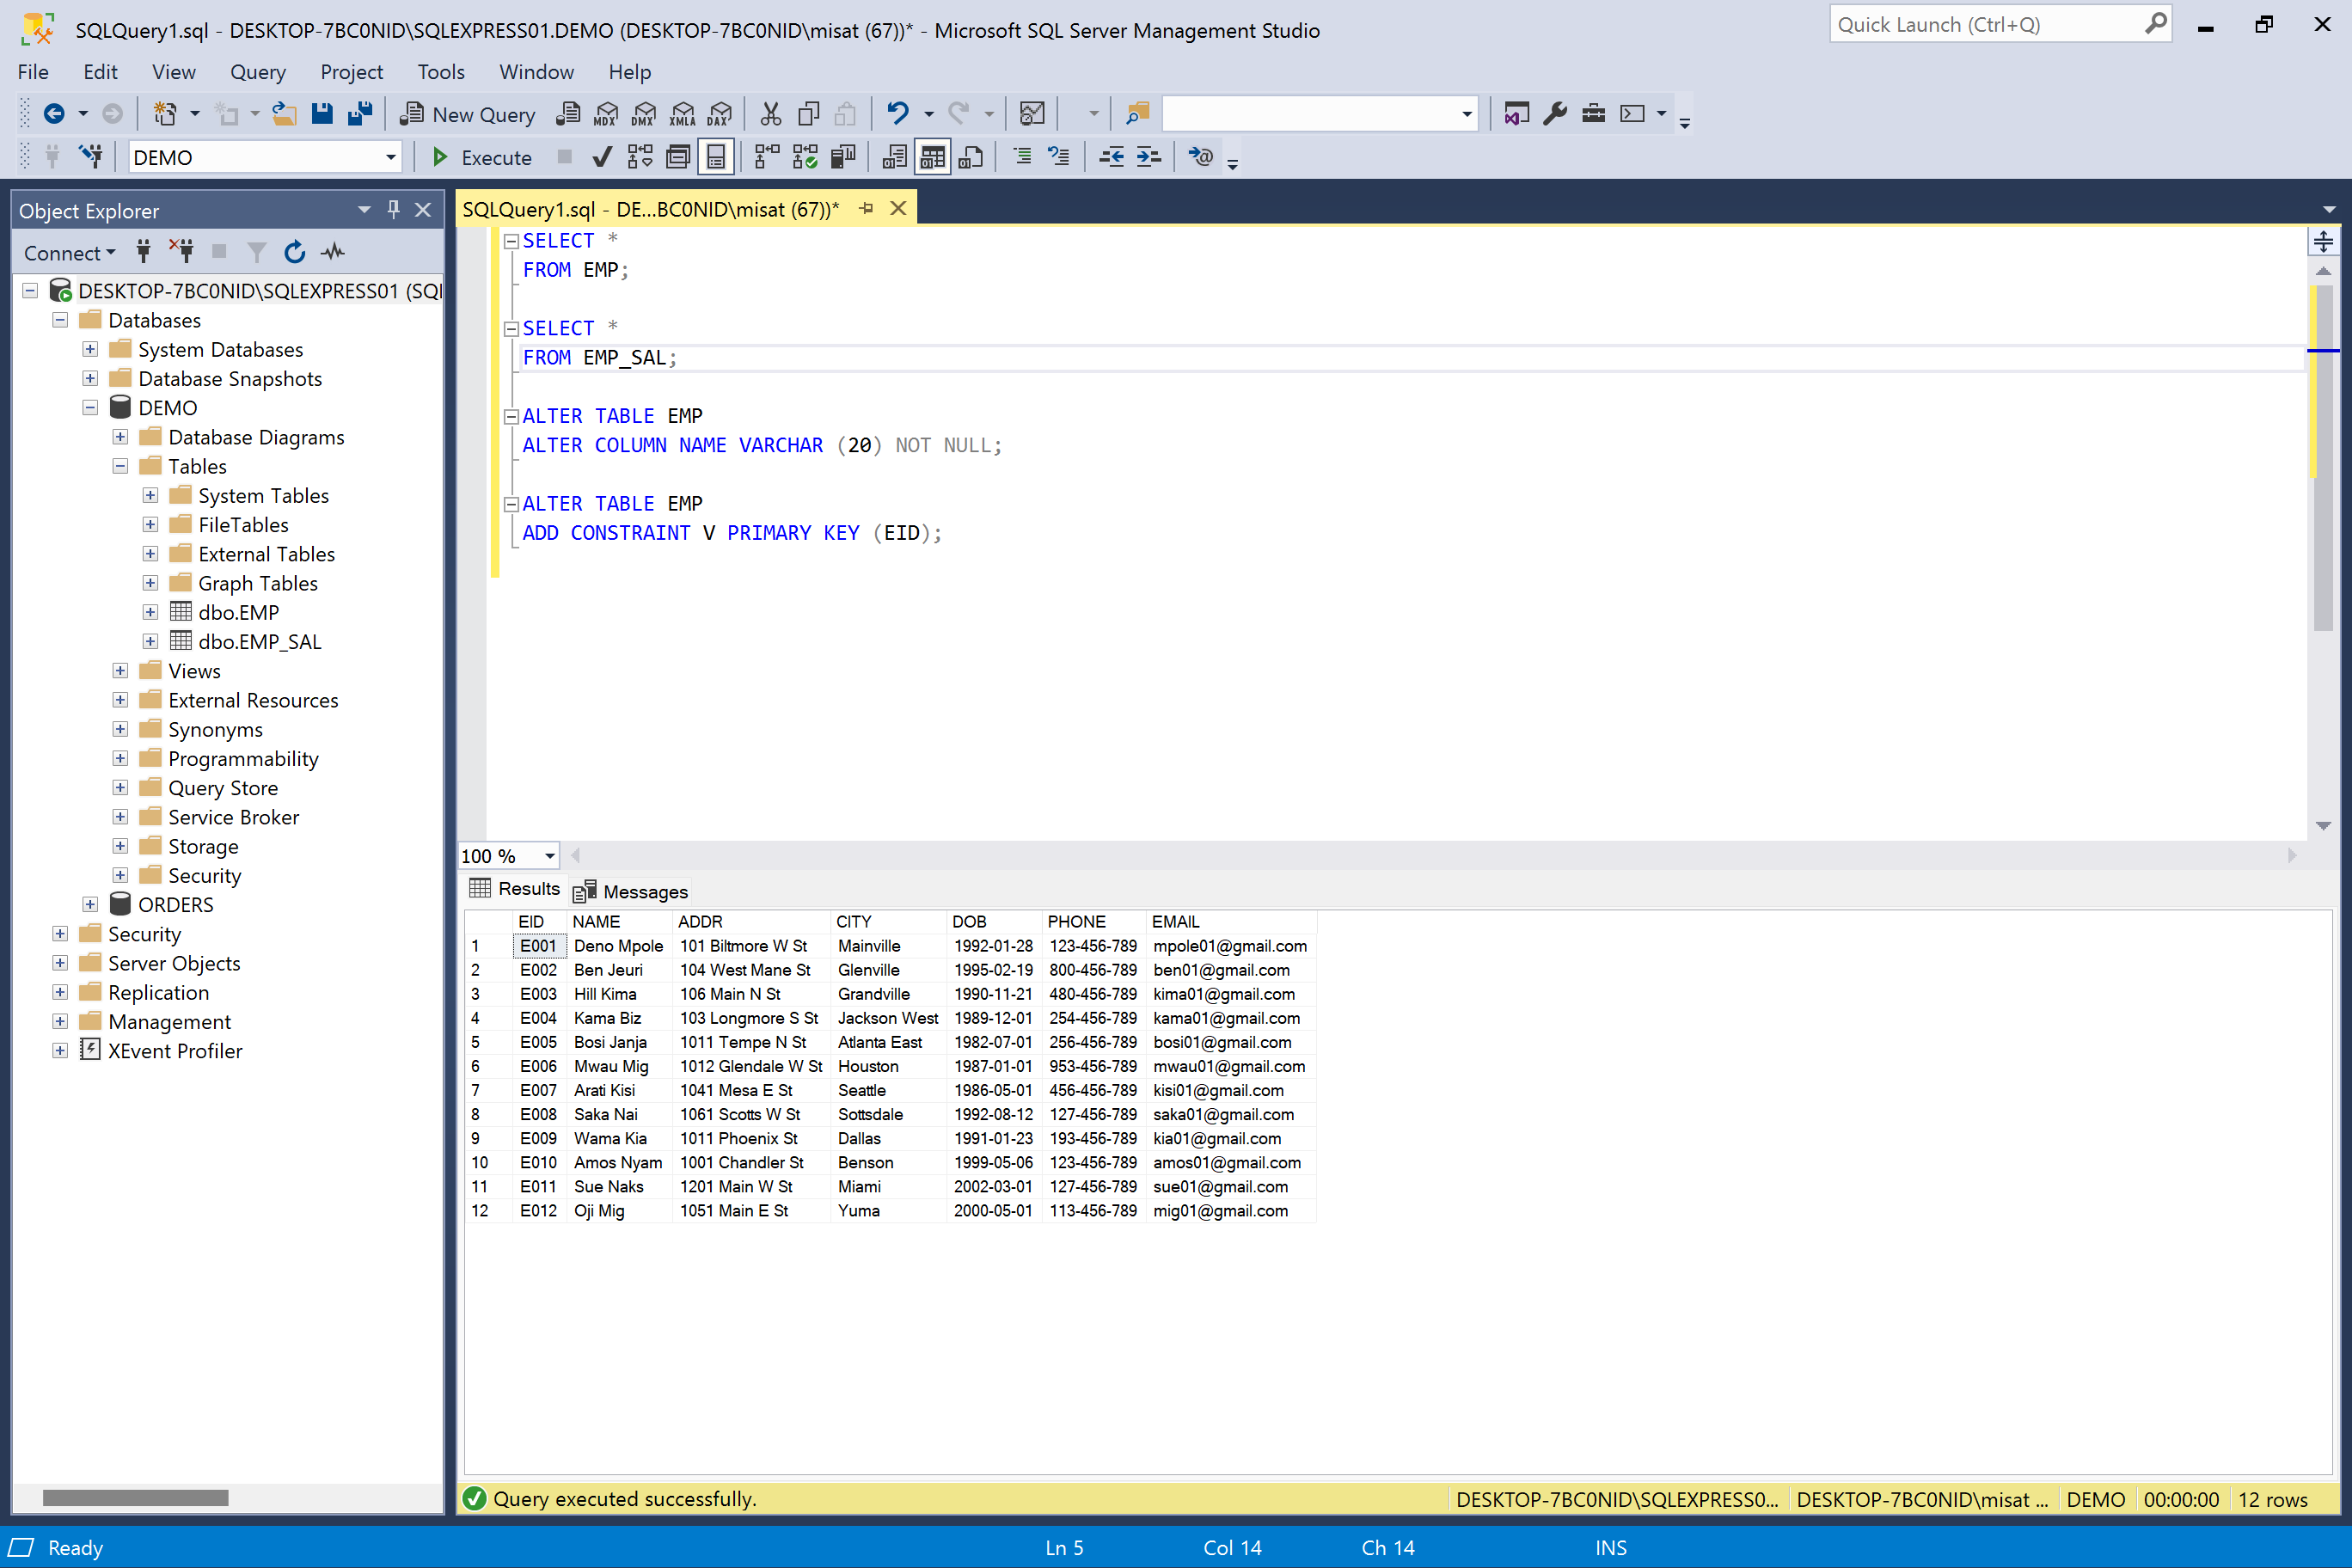 SQLQuery1.sql - DESKTOP-7BC0NID\SQLEXPRESS01.DEMO (DESKTOP-7BC0NID\misat (67))* - Microsoft SQL Server Management Studio
Quick Launch (Ctrl+Q)
File Edit View Query Project Tools Window Help
New Query MDX DMX XMLA DAX
DEMO Execute
Object Explorer
Connect
DESKTOP-7BC0NID\SQLEXPRESS01 (SQL
Databases
System Databases
Database Snapshots
DEMO
Database Diagrams
Tables
System Tables
FileTables
External Tables
Graph Tables
dbo.EMP
dbo.EMP_SAL
Views
External Resources
Synonyms
Programmability
Query Store
Service Broker
Storage
Security
ORDERS
Security
Server Objects
Replication
Management
XEvent Profiler
SQLQuery1.sql - DE...BC0NID\misat (67))*
SELECT *
FROM EMP;
SELECT *
FROM EMP_SAL;
ALTER TABLE EMP
ALTER COLUMN NAME VARCHAR (20) NOT NULL;
ALTER TABLE EMP
ADD CONSTRAINT V PRIMARY KEY (EID);
100 %
Results Messages
EID NAME ADDR CITY DOB PHONE EMAIL
1 E001 Deno Mpole 101 Biltmore W St Mainville 1992-01-28 123-456-789 mpole01@gmail.com
2 E002 Ben Jeuri 104 West Mane St Glenville 1995-02-19 800-456-789 ben01@gmail.com
3 E003 Hill Kima 106 Main N St Grandville 1990-11-21 480-456-789 kima01@gmail.com
4 E004 Kama Biz 103 Longmore S St Jackson West 1989-12-01 254-456-789 kama01@gmail.com
5 E005 Bosi Janja 1011 Tempe N St Atlanta East 1982-07-01 256-456-789 bosi01@gmail.com
6 E006 Mwau Mig 1012 Glendale W St Houston 1987-01-01 953-456-789 mwau01@gmail.com
7 E007 Arati Kisi 1041 Mesa E St Seattle 1986-05-01 456-456-789 kisi01@gmail.com
8 E008 Saka Nai 1061 Scotts W St Sottsdale 1992-08-12 127-456-789 saka01@gmail.com
9 E009 Wama Kia 1011 Phoenix St Dallas 1991-01-23 193-456-789 kia01@gmail.com
10 E010 Amos Nyam 1001 Chandler St Benson 1999-05-06 123-456-789 amos01@gmail.com
11 E011 Sue Naks 1201 Main W St Miami 2002-03-01 127-456-789 sue01@gmail.com
12 E012 Oji Mig 1051 Main E St Yuma 2000-05-01 113-456-789 mig01@gmail.com
Query executed successfully. DESKTOP-7BC0NID\SQLEXPRESS0... DESKTOP-7BC0NID\misat ... DEMO 00:00:00 12 rows
Ready Ln 5 Col 14 Ch 14 INS